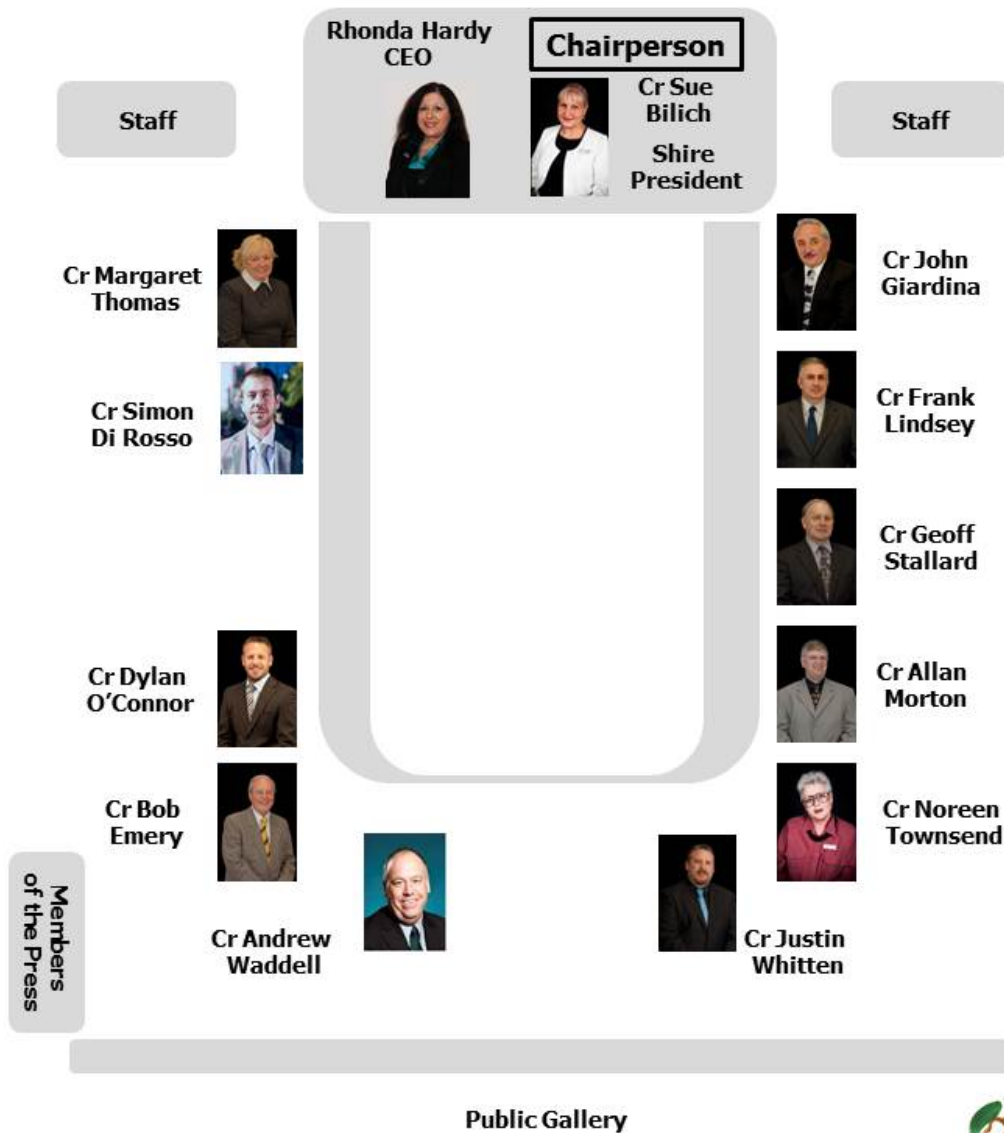 Rhonda Hardy
CEO
Chairperson
Cr Sue
Bilich
Shire
President
Staff
Staff
Cr Margaret
Thomas
Cr John
Giardina
Cr Simon
Di Rosso
Cr Frank
Lindsey
Cr Geoff
Stallard
Cr Dylan
O’Connor
Cr Allan
Morton
Cr Bob
Emery
Cr Noreen
Townsend
Members
of the Press
Cr Andrew
Waddell
Cr Justin
Whitten
Public Gallery